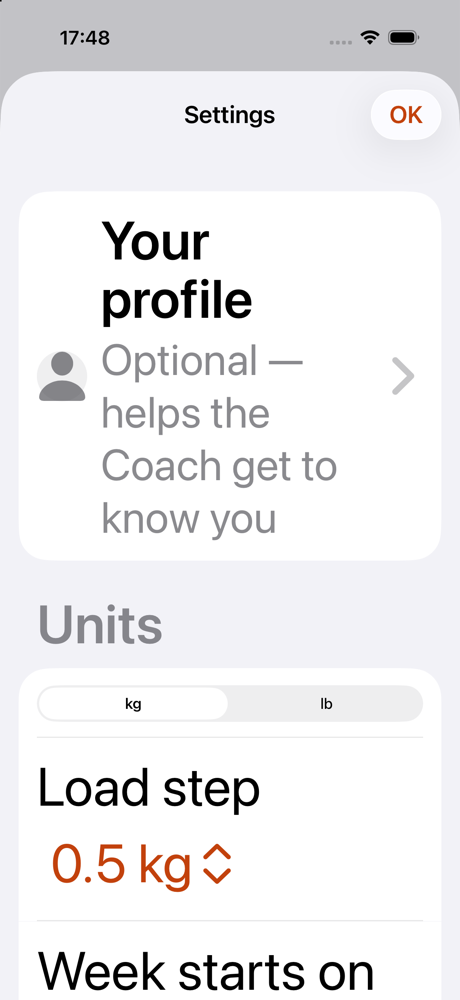 17:48
Settings
OK
Your
profile
Optional —
helps the
Coach get to
know you
Units
kg
lb
Load step
0.5 kg
Week starts on